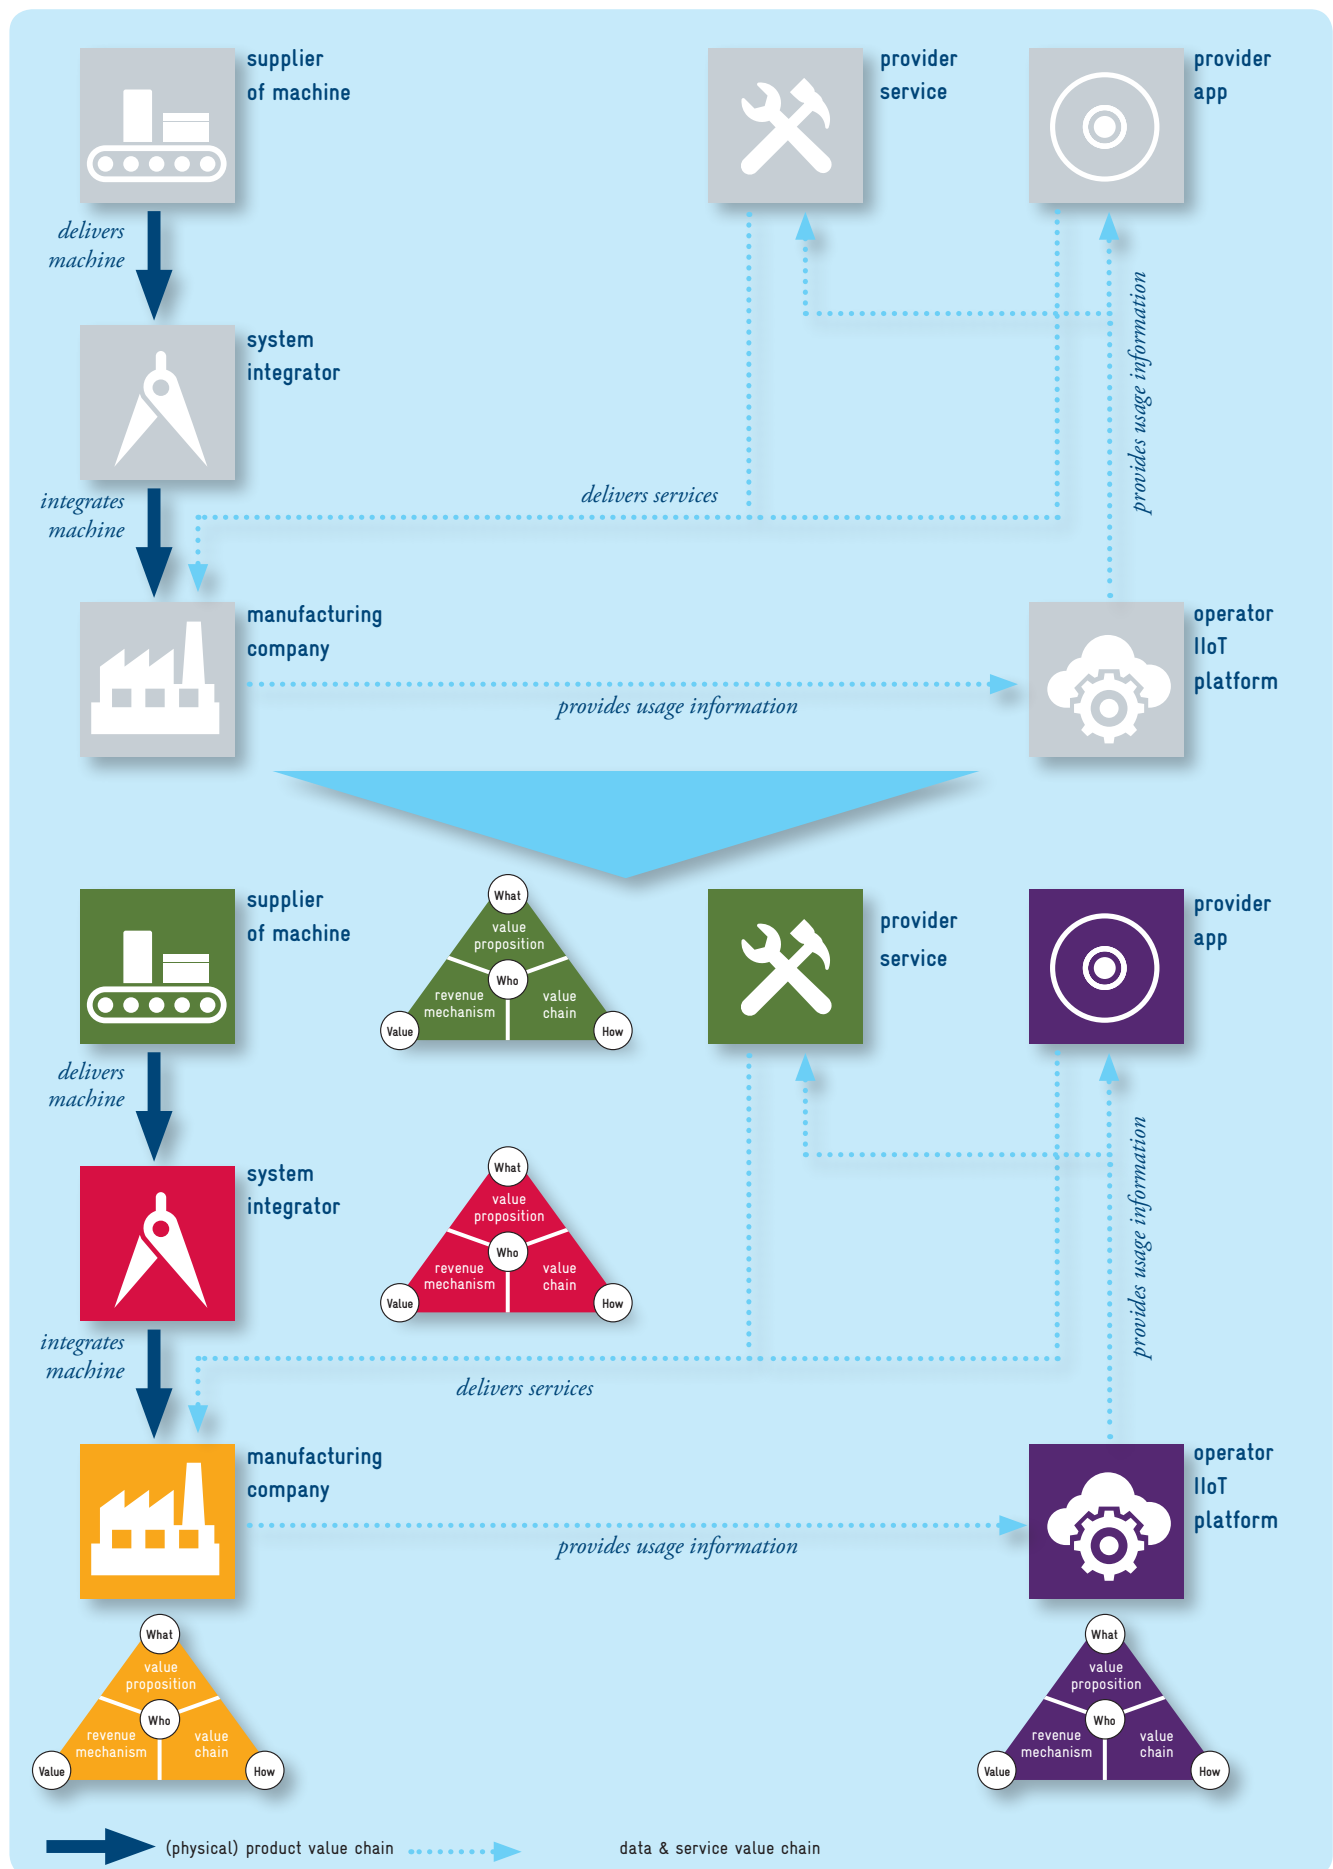 supplier
of machine
provider
service
provider
app
delivers
machine
system
integrator
provides usage information
integrates
machine
delivers services
manufacturing
company
provides usage information
operator
IIoT
platform
supplier
of machine
What
value
proposition
Who
revenue
mechanism
value
chain
Value
How
provider
service
provider
app
delivers
machine
system
integrator
What
value
proposition
Who
revenue
mechanism
value
chain
Value
How
provides usage information
integrates
machine
delivers services
manufacturing
company
provides usage information
operator
IIoT
platform
What
value
proposition
Who
revenue
mechanism
value
chain
Value
How
What
value
proposition
Who
revenue
mechanism
value
chain
Value
How
(physical) product value chain
data & service value chain